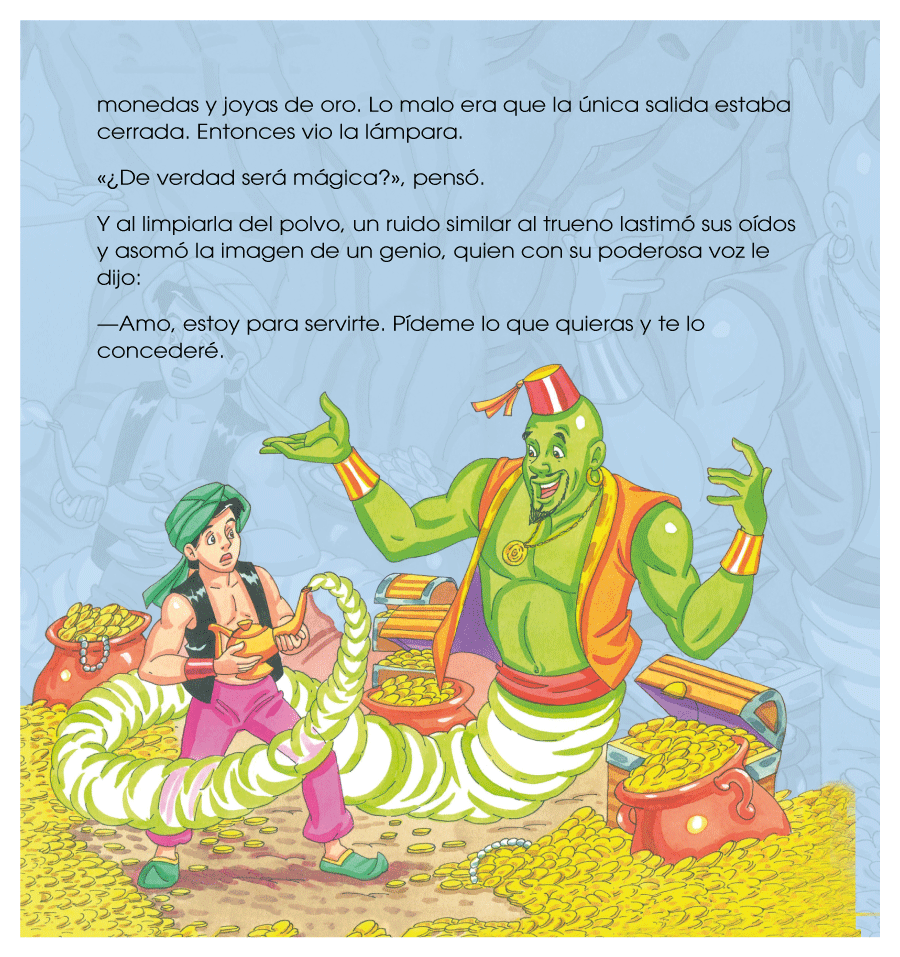 monedas y joyas de oro. Lo malo era que la única salida estaba
cerrada. Entonces vio la lámpara.
«¿De verdad será mágica?», pensó.
Y al limpiarla del polvo, un ruido similar al trueno lastimó sus oídos
y asomó la imagen de un genio, quien con su poderosa voz le
dijo:
—Amo, estoy para servirte. Pídeme lo que quieras y te lo
concederé.